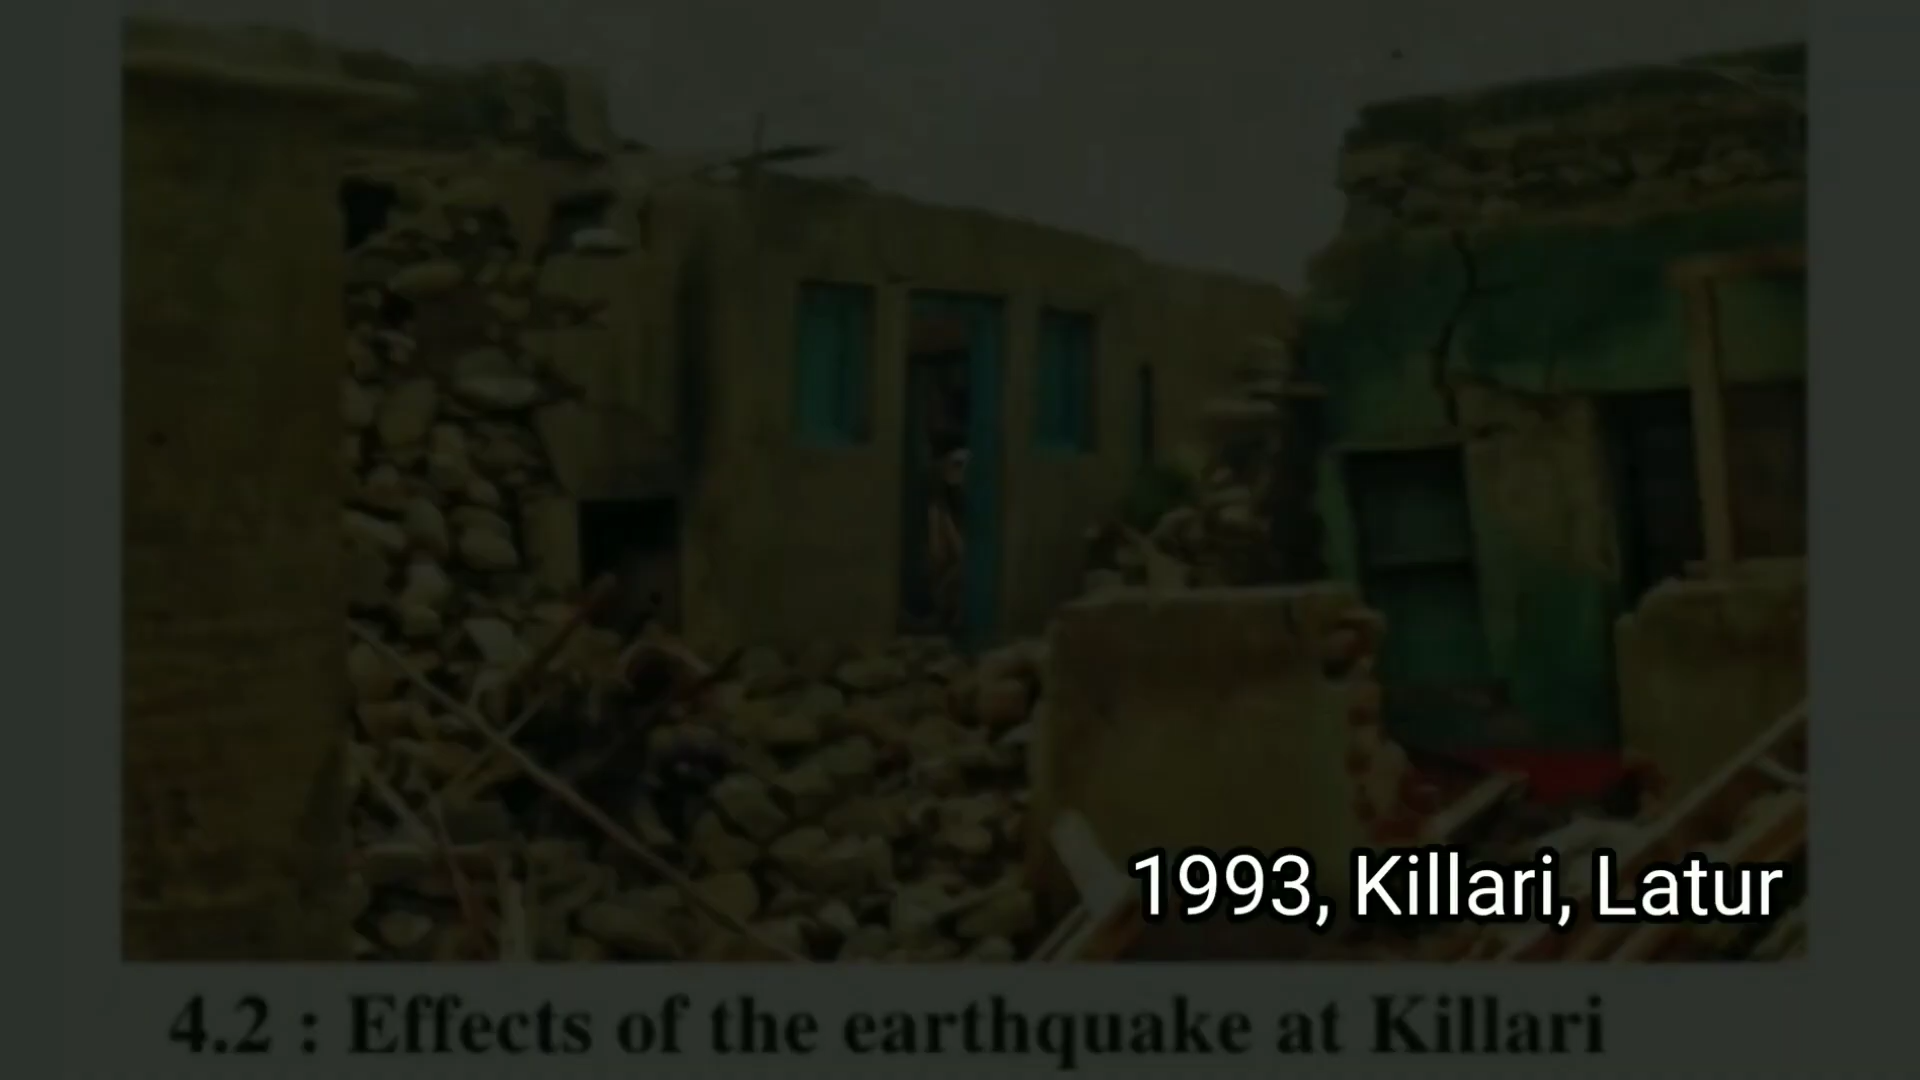 1993, Killari, Latur
4.2 : Effects of the earthquake at Killari